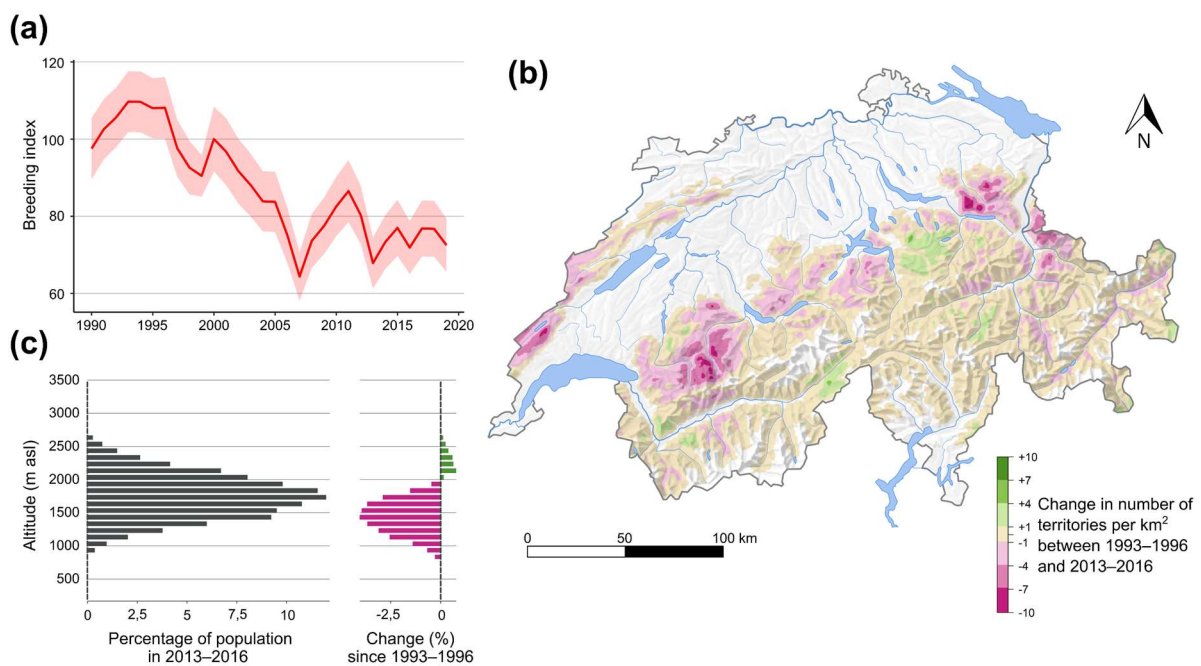 (a)
120
100
80
60
Breeding index
1990
1995
2000
2005
2010
2015
2020
(b)
N
0
50
100 km
+10
+7
+4
+1
-1
-4
-7
-10
Change in number of
territories per km²
between 1993–1996
and 2013–2016
(c)
3500
3000
2500
2000
1500
1000
500
Altitude (m asl)
0
2,5
5
7,5
10
Percentage of population
in 2013–2016
-2,5
0
Change (%)
since 1993–1996